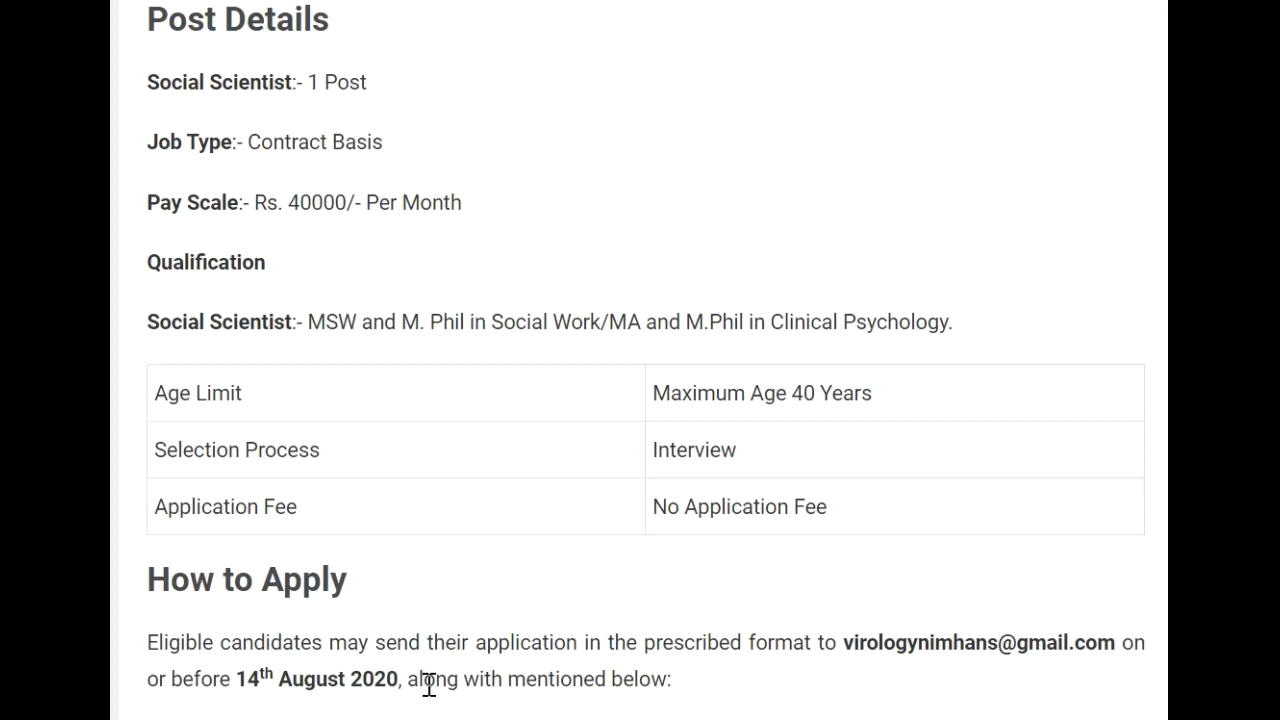 Post Details
Social Scientist:- 1 Post
Job Type:- Contract Basis
Pay Scale:- Rs. 40000/- Per Month
Qualification
Social Scientist:- MSW and M. Phil in Social Work/MA and M.Phil in Clinical Psychology.
Age Limit Maximum Age 40 Years
Selection Process Interview
Application Fee No Application Fee
How to Apply
Eligible candidates may send their application in the prescribed format to virologynimhans@gmail.com on
or before 14th August 2020, along with mentioned below: